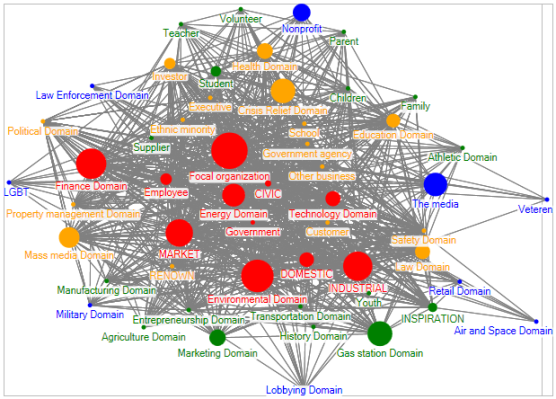 Volunteer
Teacher
Nonprofit
Parent
Health Domain
Investor
Student
Law Enforcement Domain
Children
Executive
Crisis Relief Domain
Family
Political Domain
Ethnic minority
School
Education Domain
Supplier
Government agency
Athletic Domain
Focal organization
Other business
Finance Domain
Employee
CIVIC
LGBT
The media
Veteren
Property management Domain
Energy Domain
Technology Domain
Government
Customer
Safety Domain
Mass media Domain
MARKET
Law Domain
RENOWN
DOMESTIC
INDUSTRIAL
Manufacturing Domain
Retail Domain
Environmental Domain
Youth
Military Domain
Entrepreneurship Domain
Transportation Domain
INSPIRATION
Air and Space Domain
Agriculture Domain
History Domain
Marketing Domain
Gas station Domain
Lobbying Domain